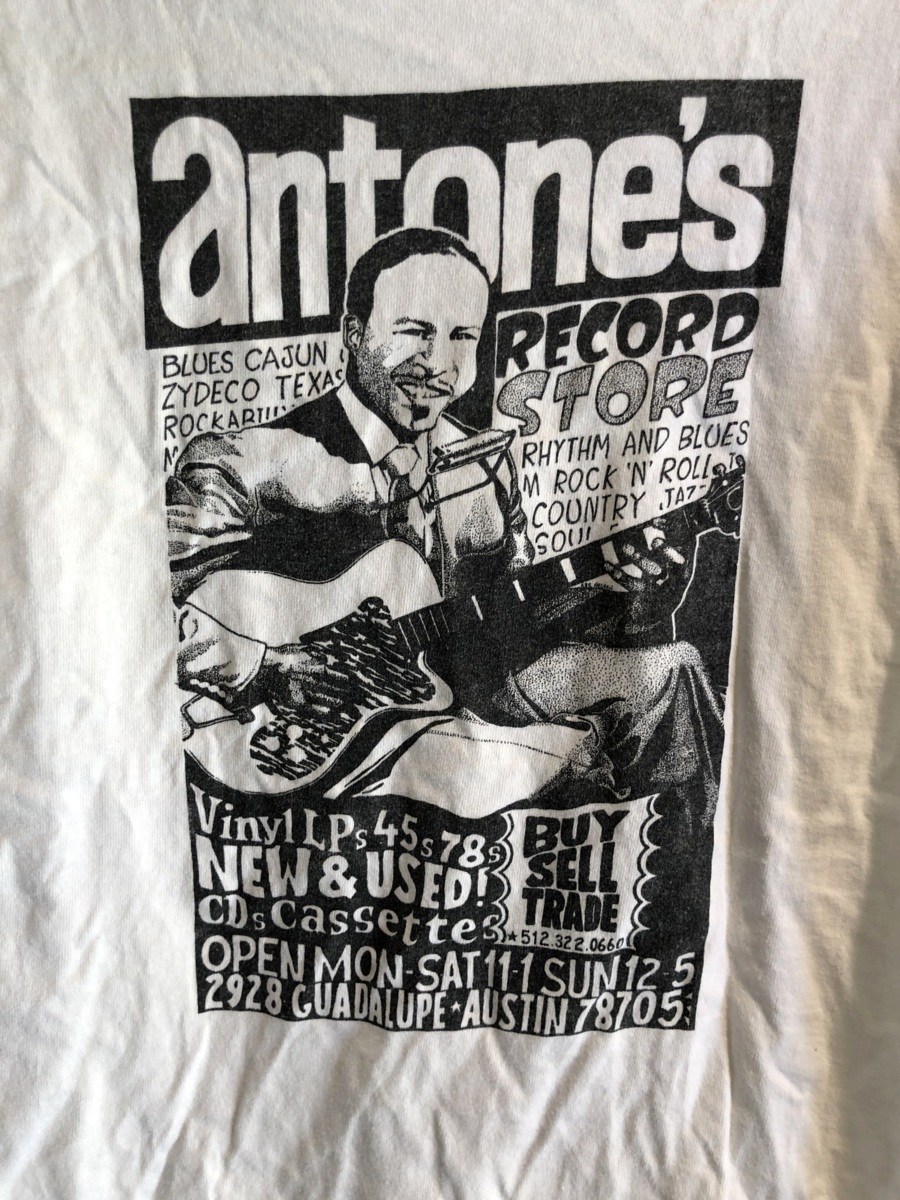 antone's
RECORD
STORE
BLUES CAJUN
ZYDECO TEXAS
RHYTHM AND BLUES
M ROCK 'N' ROLL
COUNTRY JAZZ
SOUL
Vinyl LPs 45s 78s
NEW & USED!
CDs Cassettes
BUY
SELL
TRADE
★512.322.0660
OPEN MON-SAT 11-1 SUN 12-5
2928 GUADALUPE ★ AUSTIN 78705